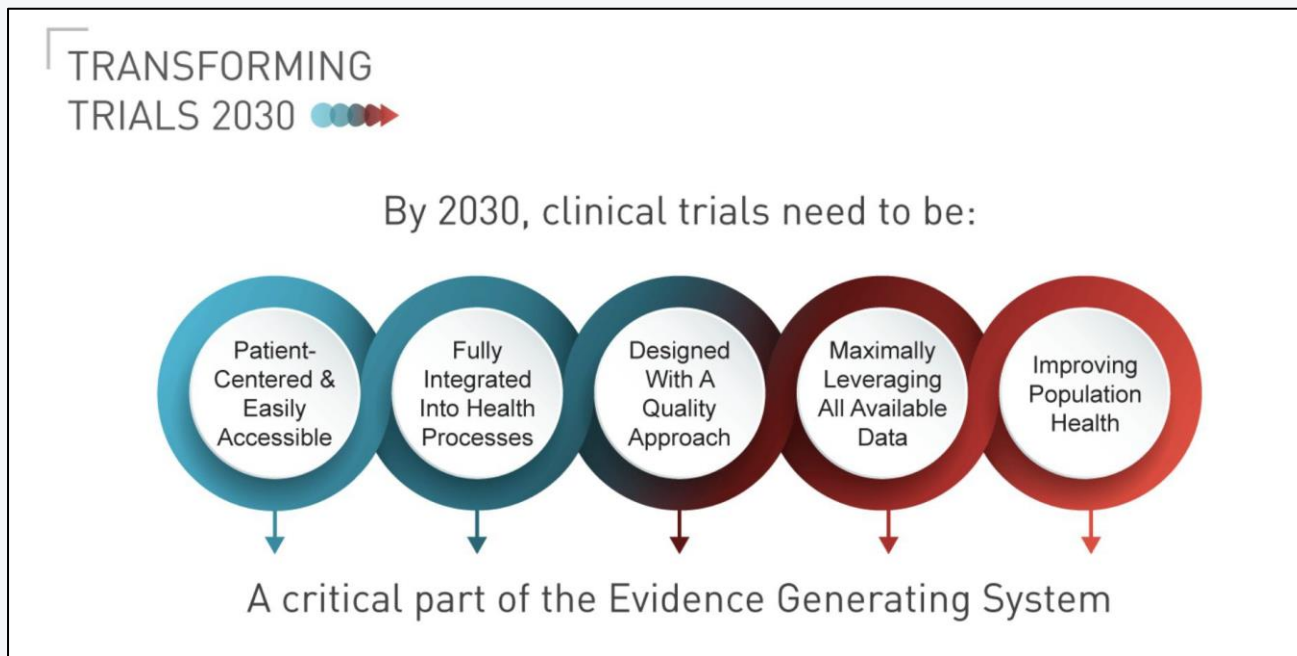 TRANSFORMING
TRIALS 2030
By 2030, clinical trials need to be:
Patient-
Centered &
Easily
Accessible
Fully
Integrated
Into Health
Processes
Designed
With A
Quality
Approach
Maximally
Leveraging
All Available
Data
Improving
Population
Health
A critical part of the Evidence Generating System